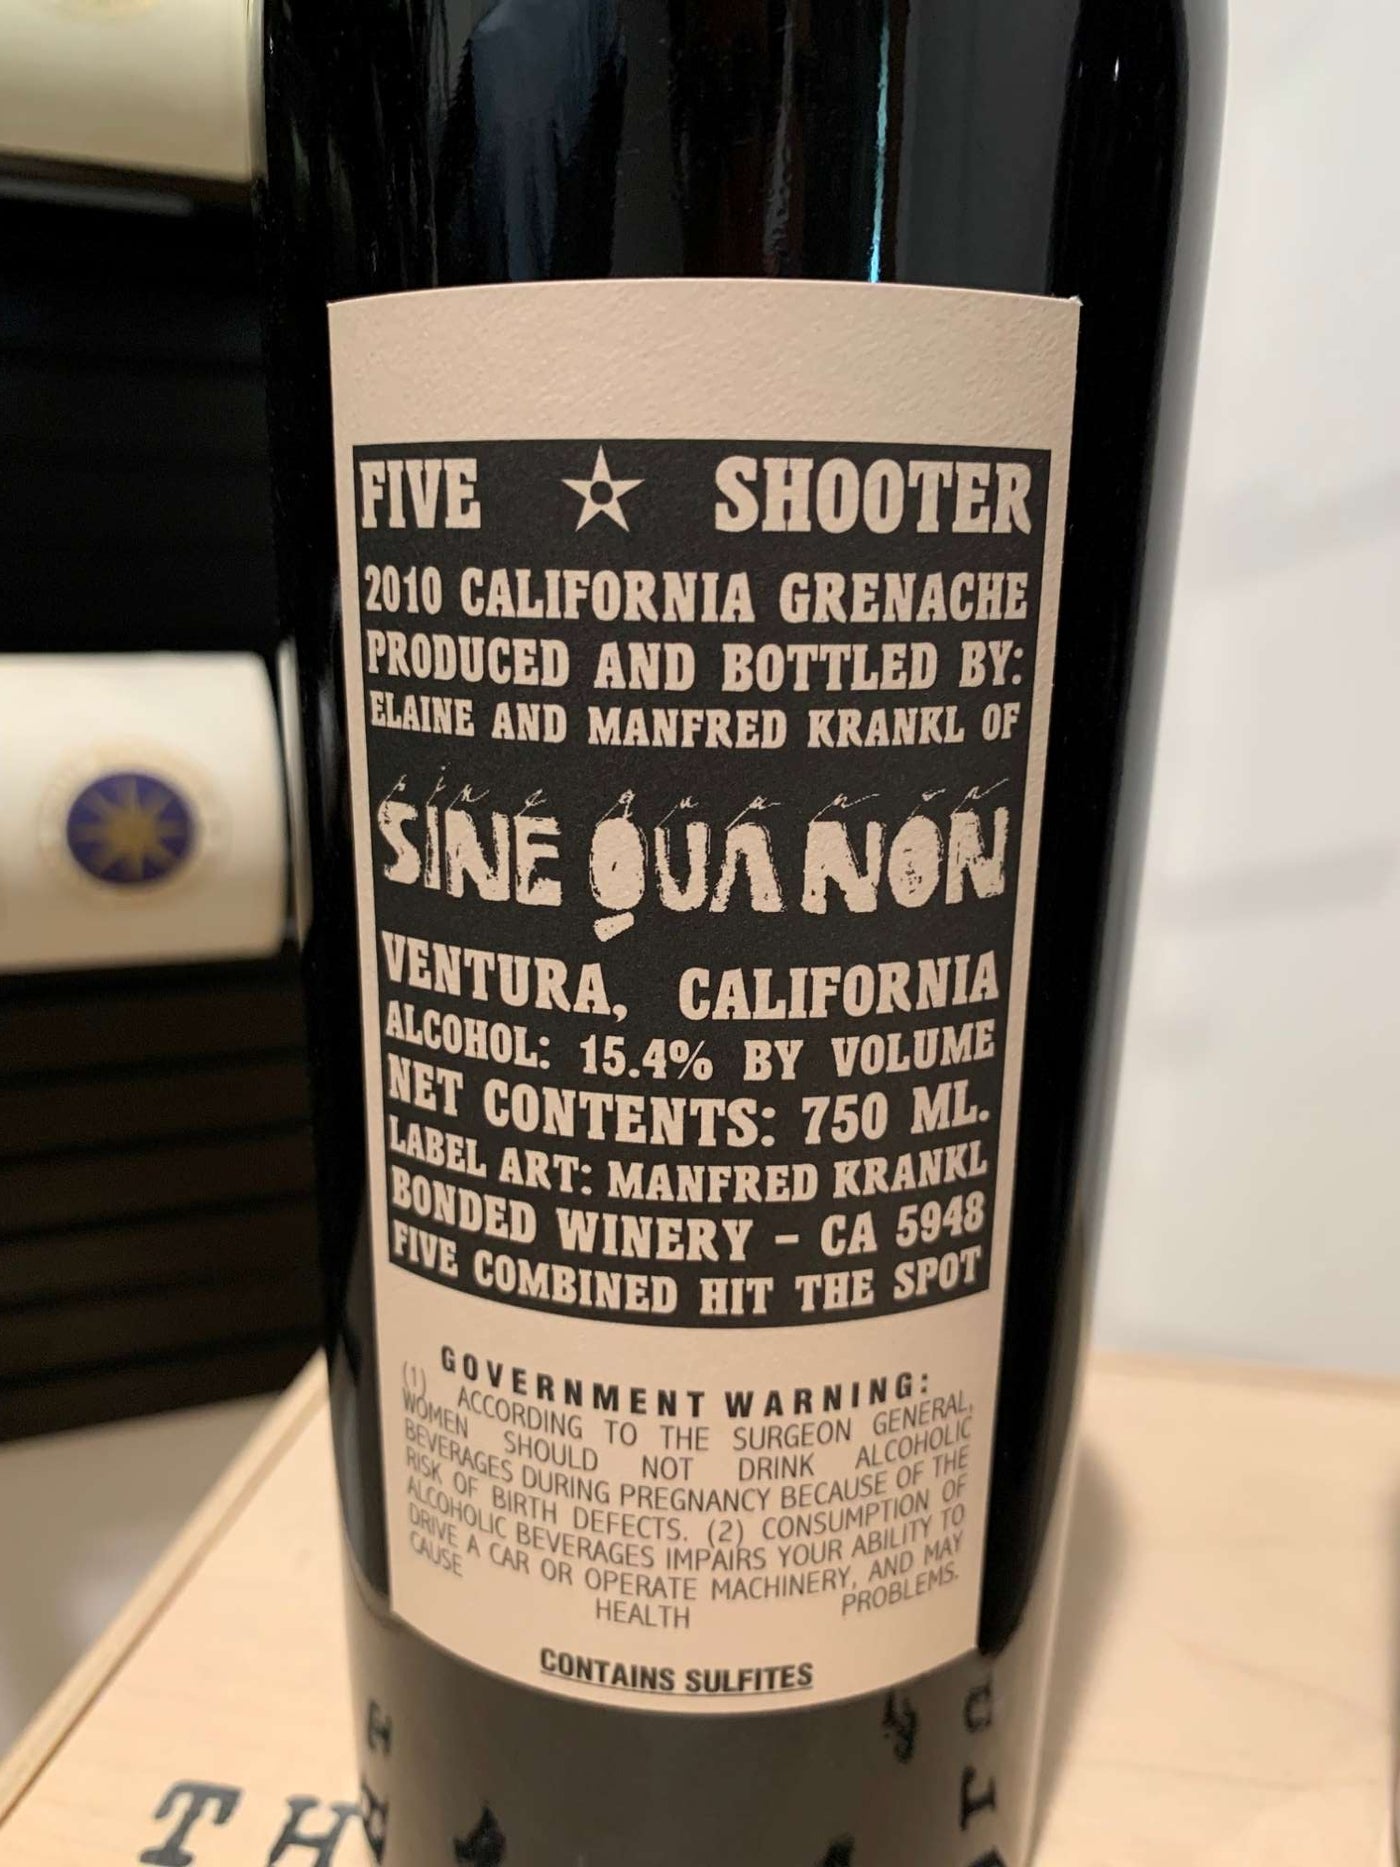 FIVE SHOOTER
2010 CALIFORNIA GRENACHE
PRODUCED AND BOTTLED BY:
ELAINE AND MANFRED KRANKL OF
sine qua non
SINE QUA NON
VENTURA, CALIFORNIA
ALCOHOL: 15.4% BY VOLUME
NET CONTENTS: 750 ML.
LABEL ART: MANFRED KRANKL
BONDED WINERY – CA 5948
FIVE COMBINED HIT THE SPOT
GOVERNMENT WARNING:
(1) ACCORDING TO THE SURGEON GENERAL,
WOMEN SHOULD NOT DRINK ALCOHOLIC
BEVERAGES DURING PREGNANCY BECAUSE OF THE
RISK OF BIRTH DEFECTS. (2) CONSUMPTION OF
ALCOHOLIC BEVERAGES IMPAIRS YOUR ABILITY TO
DRIVE A CAR OR OPERATE MACHINERY, AND MAY
CAUSE HEALTH PROBLEMS.
CONTAINS SULFITES
TH